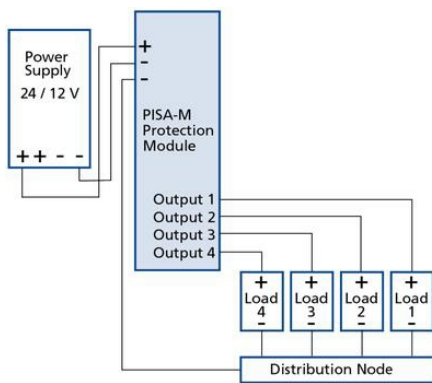 Power
Supply
24 / 12 V
+ + - -
+
-
-
PISA-M
Protection
Module
Output 1
Output 2
Output 3
Output 4
+ + + +
Load Load Load Load
4 3 2 1
- - - -
Distribution Node